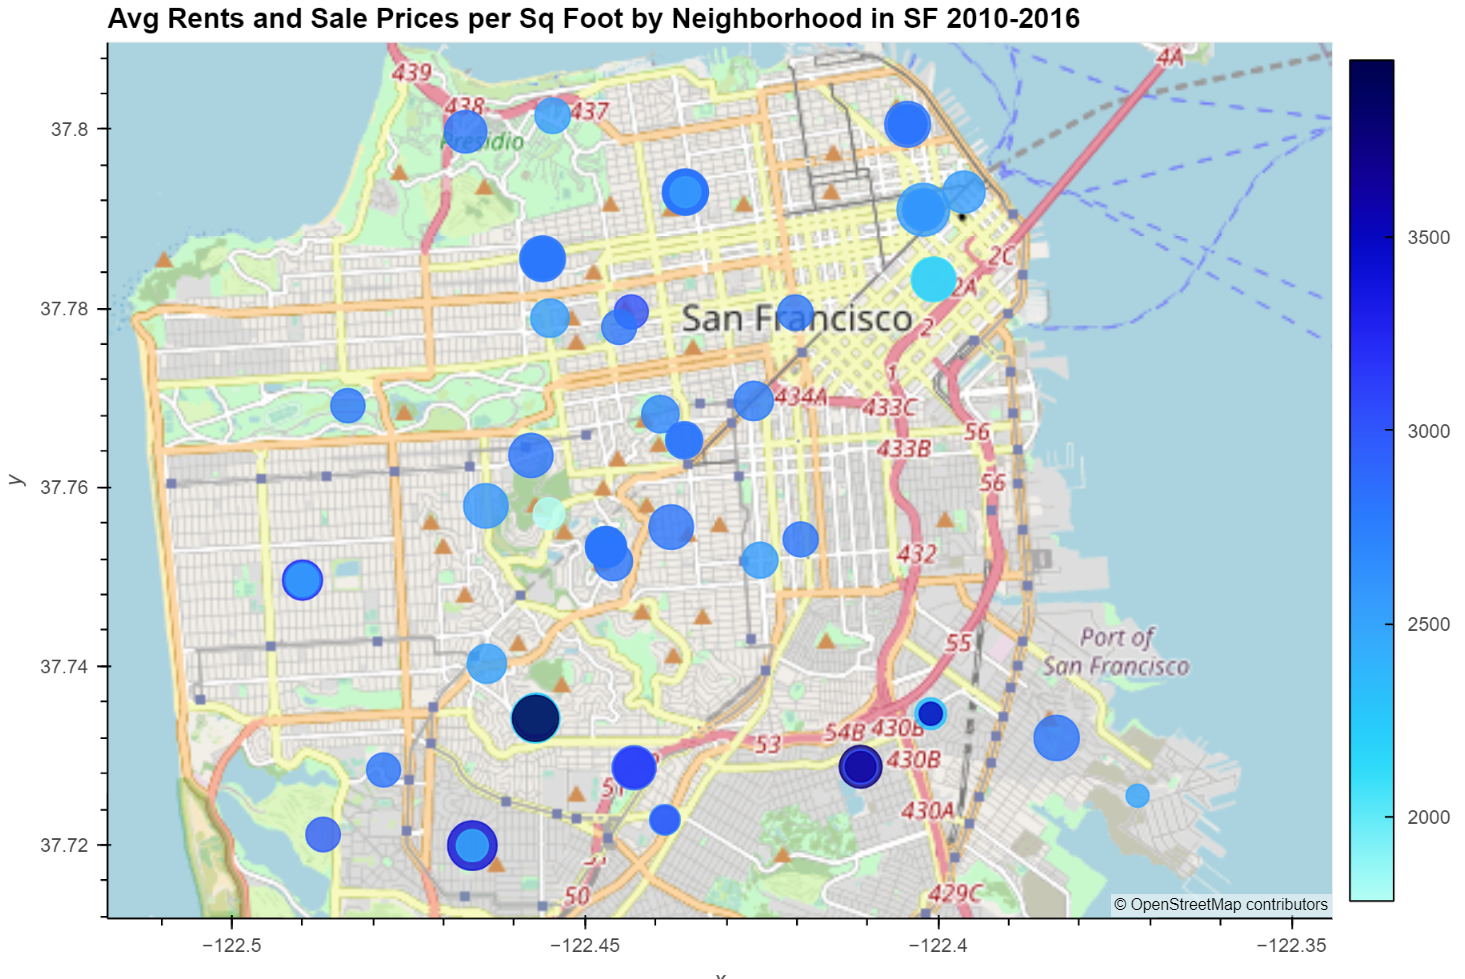 Avg Rents and Sale Prices per Sq Foot by Neighborhood in SF 2010-2016
439
4A
438
437
37.8
Presidio
3500
2C
2A
37.78
San Francisco
2
1
434A
433C
56
3000
433B
37.76
y
56
432
2500
55
37.74
Port of
San Francisco
54B
430B
53
430B
51
430A
2000
37.72
50
429C
© OpenStreetMap contributors
−122.5
−122.45
−122.4
−122.35
x